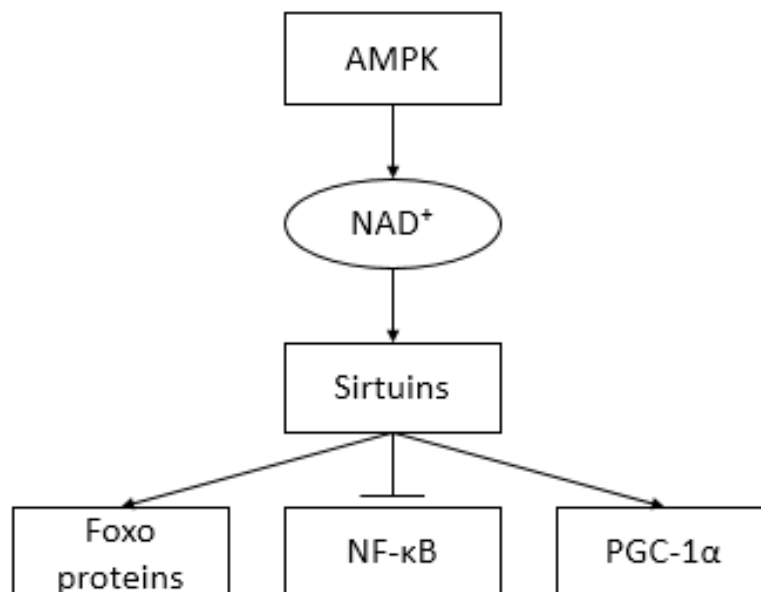 AMPK
NAD⁺
Sirtuins
Foxo
proteins
NF-κB
PGC-1α